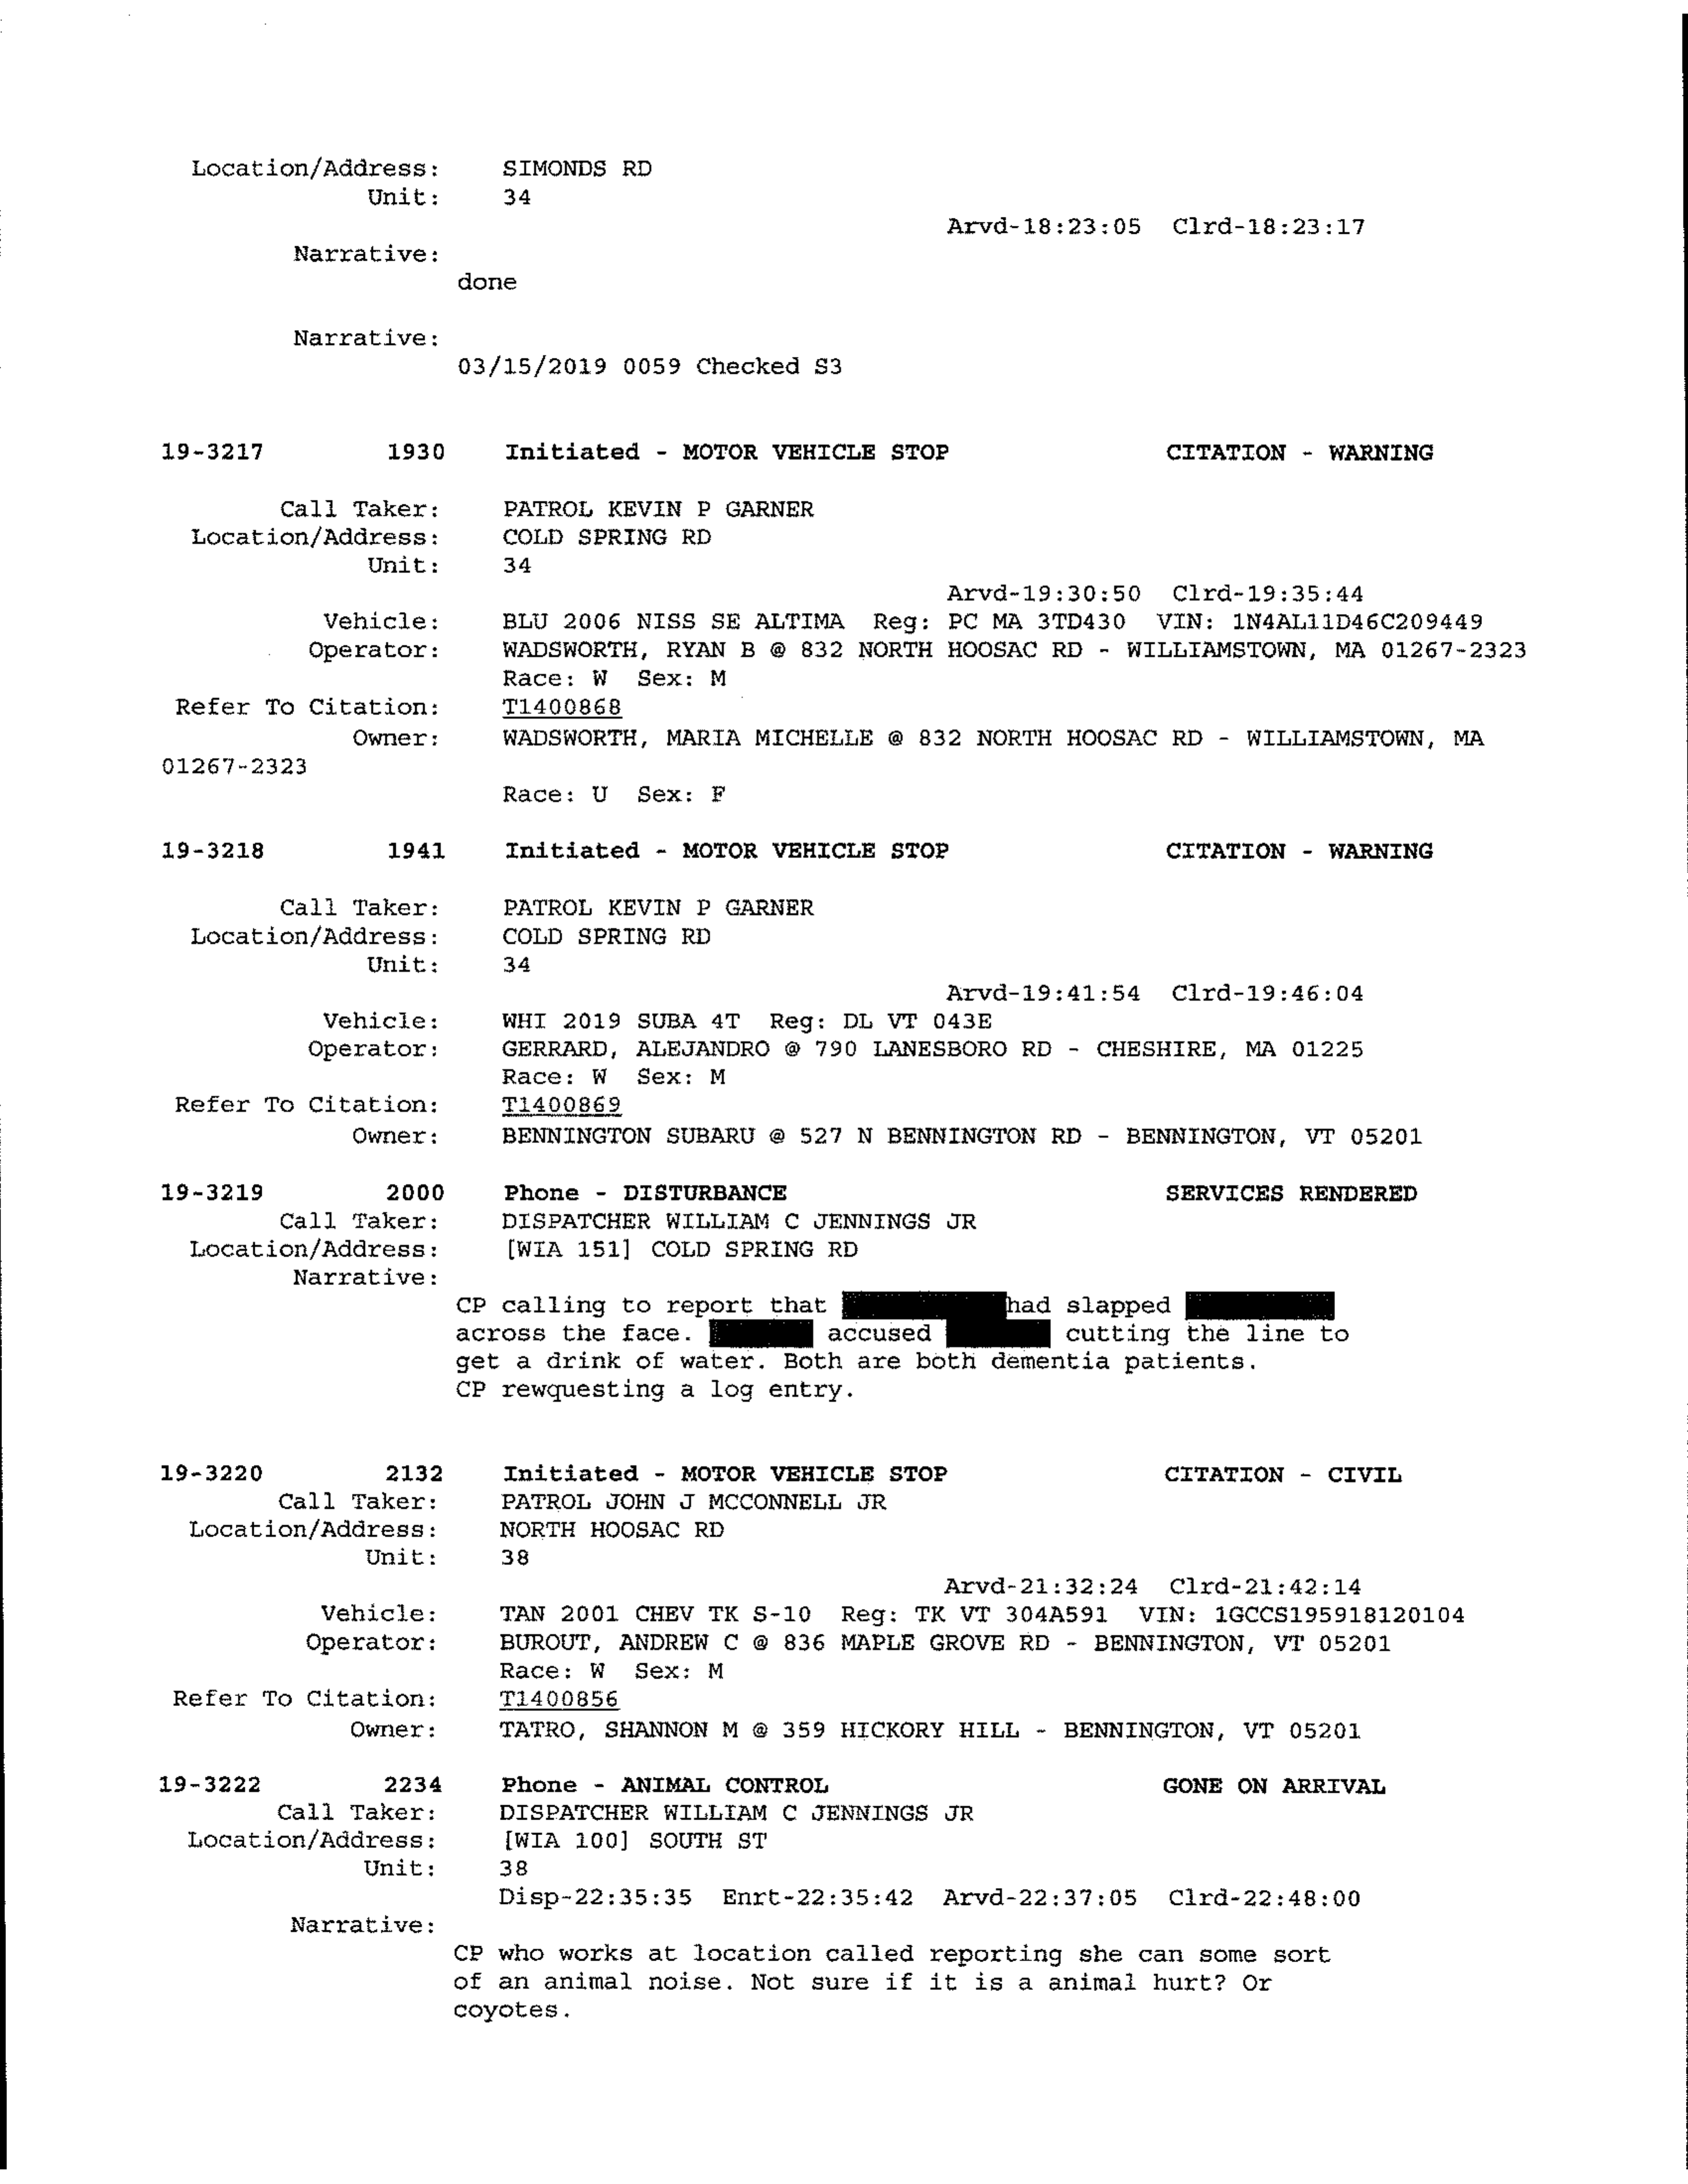 Location/Address: SIMONDS RD
Unit: 34
Arvd-18:23:05 Clrd-18:23:17
Narrative:
done
Narrative:
03/15/2019 0059 Checked S3
19-3217 1930 Initiated - MOTOR VEHICLE STOP CITATION - WARNING
Call Taker: PATROL KEVIN P GARNER
Location/Address: COLD SPRING RD
Unit: 34
Arvd-19:30:50 Clrd-19:35:44
Vehicle: BLU 2006 NISS SE ALTIMA Reg: PC MA 3TD430 VIN: 1N4AL11D46C209449
Operator: WADSWORTH, RYAN B @ 832 NORTH HOOSAC RD - WILLIAMSTOWN, MA 01267-2323
Race: W Sex: M
Refer To Citation: T1400868
Owner: WADSWORTH, MARIA MICHELLE @ 832 NORTH HOOSAC RD - WILLIAMSTOWN, MA
01267-2323
Race: U Sex: F
19-3218 1941 Initiated - MOTOR VEHICLE STOP CITATION - WARNING
Call Taker: PATROL KEVIN P GARNER
Location/Address: COLD SPRING RD
Unit: 34
Arvd-19:41:54 Clrd-19:46:04
Vehicle: WHI 2019 SUBA 4T Reg: DL VT 043E
Operator: GERRARD, ALEJANDRO @ 790 LANESBORO RD - CHESHIRE, MA 01225
Race: W Sex: M
Refer To Citation: T1400869
Owner: BENNINGTON SUBARU @ 527 N BENNINGTON RD - BENNINGTON, VT 05201
19-3219 2000 Phone - DISTURBANCE SERVICES RENDERED
Call Taker: DISPATCHER WILLIAM C JENNINGS JR
Location/Address: [WIA 151] COLD SPRING RD
Narrative:
CP calling to report that had slapped
across the face. accused cutting the line to
get a drink of water. Both are both dementia patients.
CP rewquesting a log entry.
19-3220 2132 Initiated - MOTOR VEHICLE STOP CITATION - CIVIL
Call Taker: PATROL JOHN J MCCONNELL JR
Location/Address: NORTH HOOSAC RD
Unit: 38
Arvd-21:32:24 Clrd-21:42:14
Vehicle: TAN 2001 CHEV TK S-10 Reg: TK VT 304A591 VIN: 1GCCS195918120104
Operator: BUROUT, ANDREW C @ 836 MAPLE GROVE RD - BENNINGTON, VT 05201
Race: W Sex: M
Refer To Citation: T1400856
Owner: TATRO, SHANNON M @ 359 HICKORY HILL - BENNINGTON, VT 05201
19-3222 2234 Phone - ANIMAL CONTROL GONE ON ARRIVAL
Call Taker: DISPATCHER WILLIAM C JENNINGS JR
Location/Address: [WIA 100] SOUTH ST
Unit: 38
Disp-22:35:35 Enrt-22:35:42 Arvd-22:37:05 Clrd-22:48:00
Narrative:
CP who works at location called reporting she can some sort
of an animal noise. Not sure if it is a animal hurt? Or
coyotes.